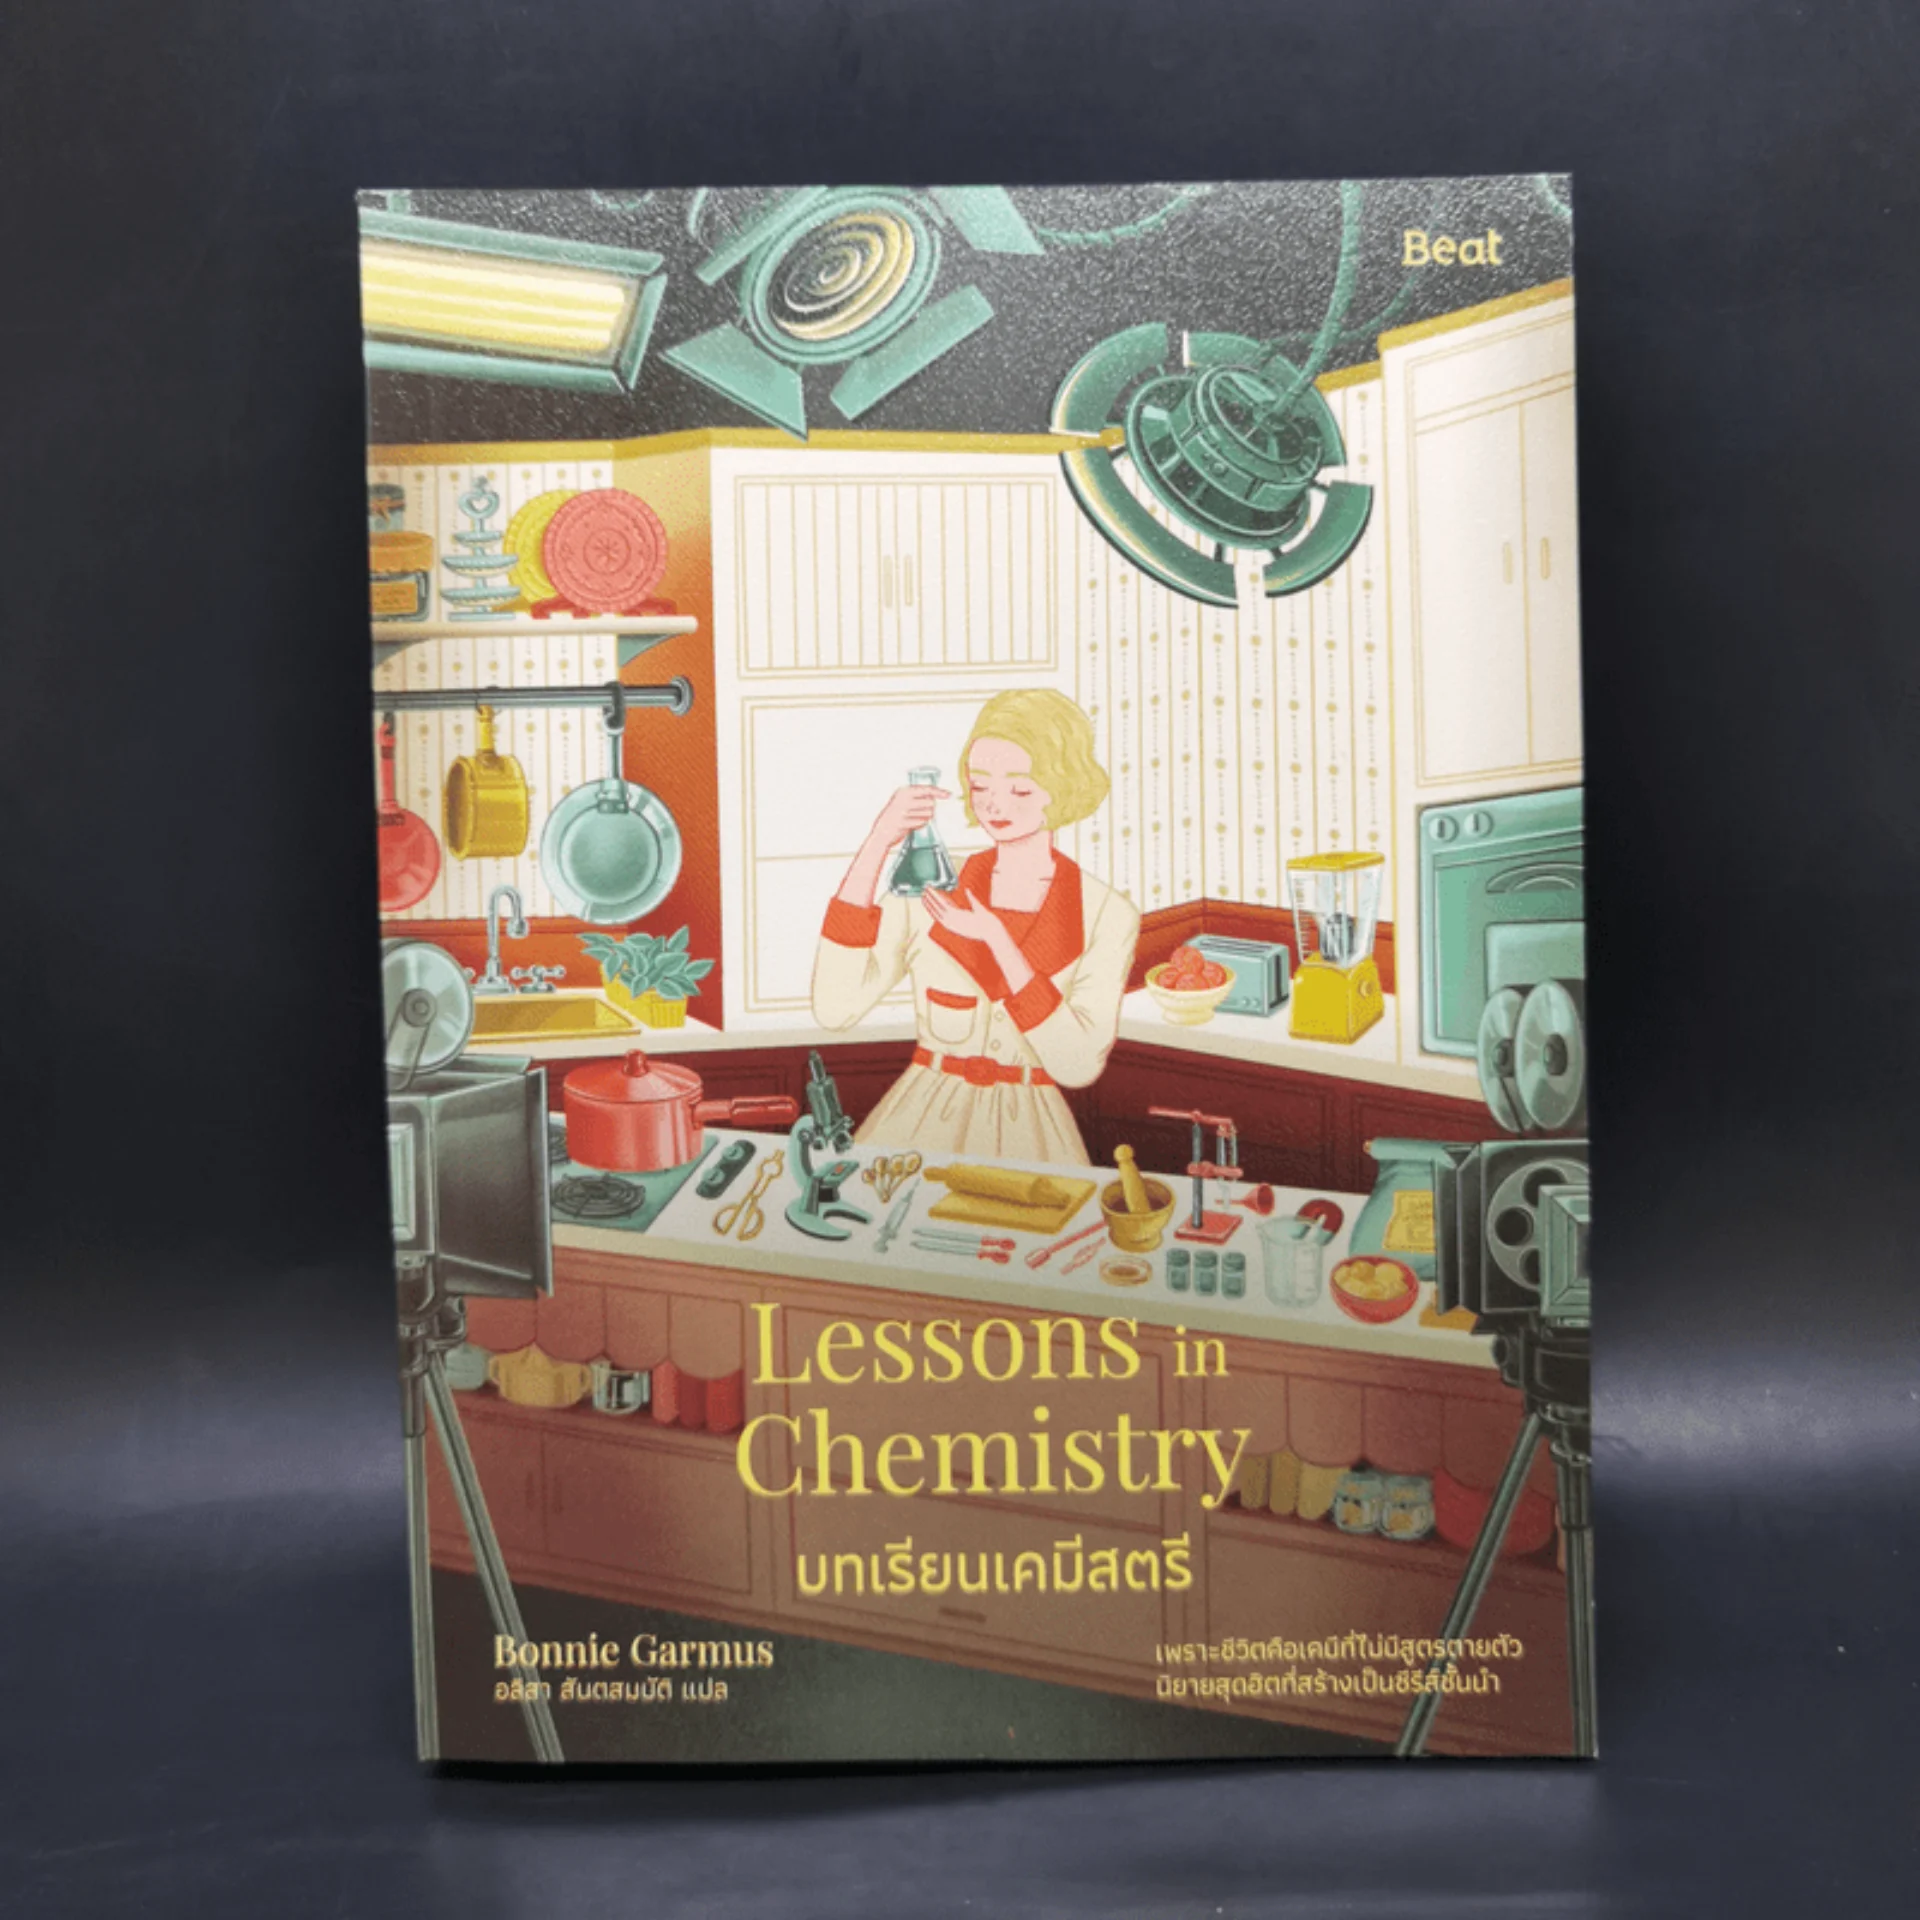 Beat
Lessons in
Chemistry
บทเรียนเคมีสตรี
Bonnie Garmus
อลิสา สันตสมบัติ แปล
เพราะชีวิตคือเคมีที่ไม่มีสูตรตายตัว
นิยายสุดฮิตที่สร้างเป็นซีรีส์ชั้นนำ